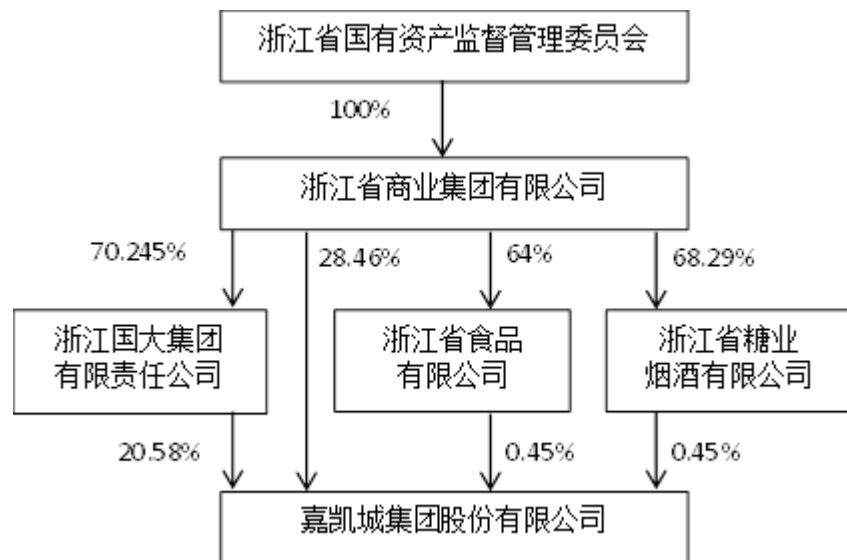 浙江省国有资产监督管理委员会
100%
浙江省商业集团有限公司
70.245%
28.46%
64%
68.29%
浙江国大集团
有限责任公司
浙江省食品
有限公司
浙江省糖业
烟酒有限公司
20.58%
0.45%
0.45%
嘉凯城集团股份有限公司